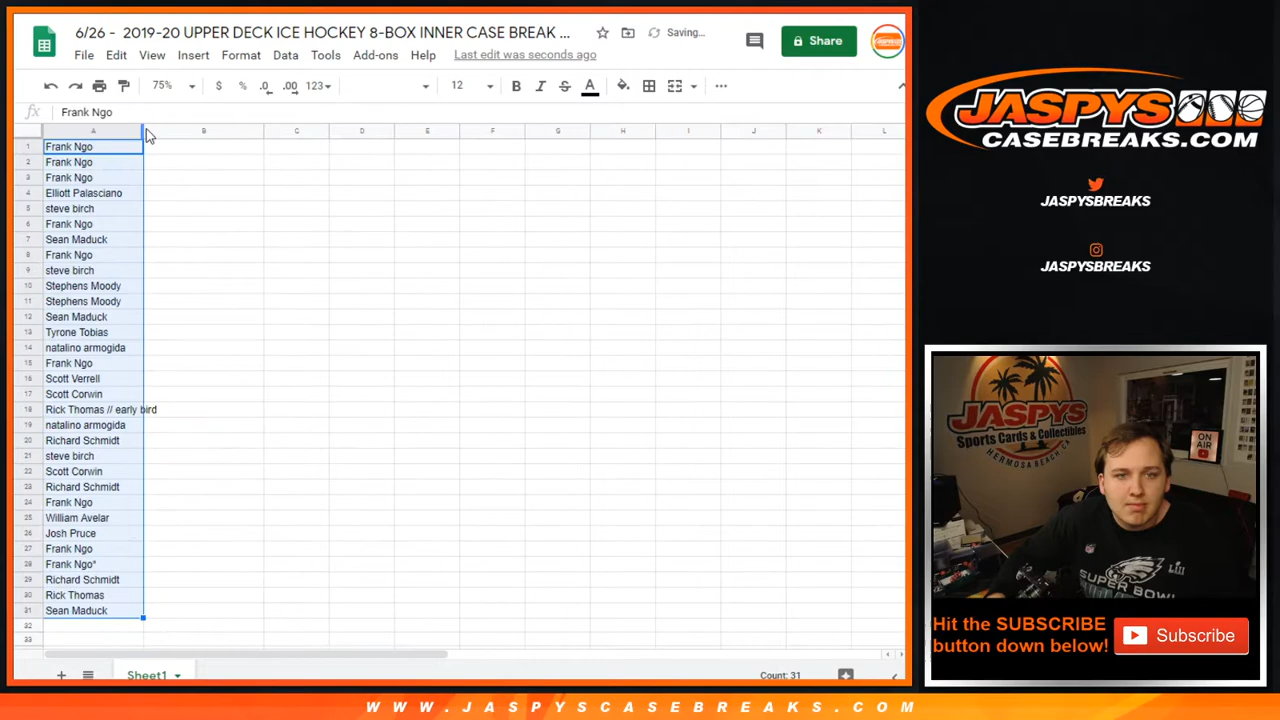 6/26 - 2019-20 UPPER DECK ICE HOCKEY 8-BOX INNER CASE BREAK ... Saving...
File Edit View Insert Format Data Tools Add-ons Help Last edit was seconds ago
Share
75% $ % .0 .00 123 12 B I S A ...
fx Frank Ngo
A B C D E F G H I J K L
1 Frank Ngo
2 Frank Ngo
3 Frank Ngo
4 Elliott Palasciano
5 steve birch
6 Frank Ngo
7 Sean Maduck
8 Frank Ngo
9 steve birch
10 Stephens Moody
11 Stephens Moody
12 Sean Maduck
13 Tyrone Tobias
14 natalino armogida
15 Frank Ngo
16 Scott Verrell
17 Scott Corwin
18 Rick Thomas // early bird
19 natalino armogida
20 Richard Schmidt
21 steve birch
22 Scott Corwin
23 Richard Schmidt
24 Frank Ngo
25 William Avelar
26 Josh Pruce
27 Frank Ngo
28 Frank Ngo*
29 Richard Schmidt
30 Rick Thomas
31 Sean Maduck
32
33
Sheet1 Count: 31
JASPYS
CASEBREAKS.COM
JASPYSBREAKS
JASPYSBREAKS
JASPYS
Sports Cards & Collectibles
HERMOSA BEACH, CA
ON
AIR
NFL
LII
SUPER BOWL
Hit the SUBSCRIBE
button down below!
Subscribe
WWW.JASPYSCASEBREAKS.COM